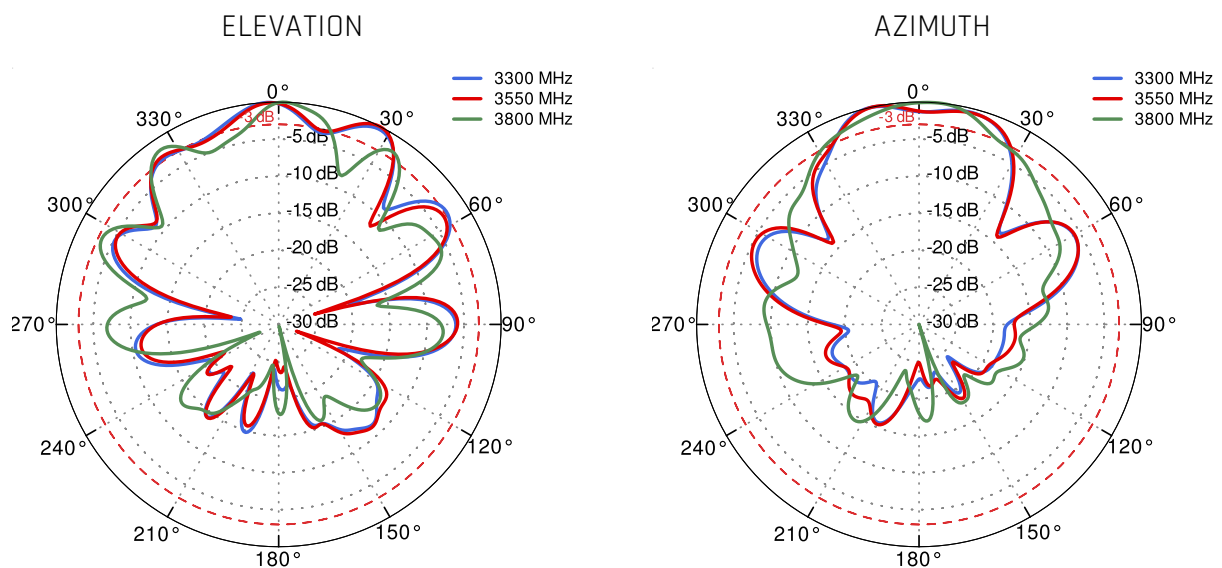 ELEVATION
3300 MHz
3550 MHz
3800 MHz
0°
330°
-3 dB
30°
-5 dB
-10 dB
300°
-15 dB
60°
-20 dB
-25 dB
270°
-30 dB
90°
240°
120°
210°
150°
180°
AZIMUTH
3300 MHz
3550 MHz
3800 MHz
0°
330°
-3 dB
30°
-5 dB
-10 dB
300°
-15 dB
60°
-20 dB
-25 dB
270°
-30 dB
90°
240°
120°
210°
150°
180°